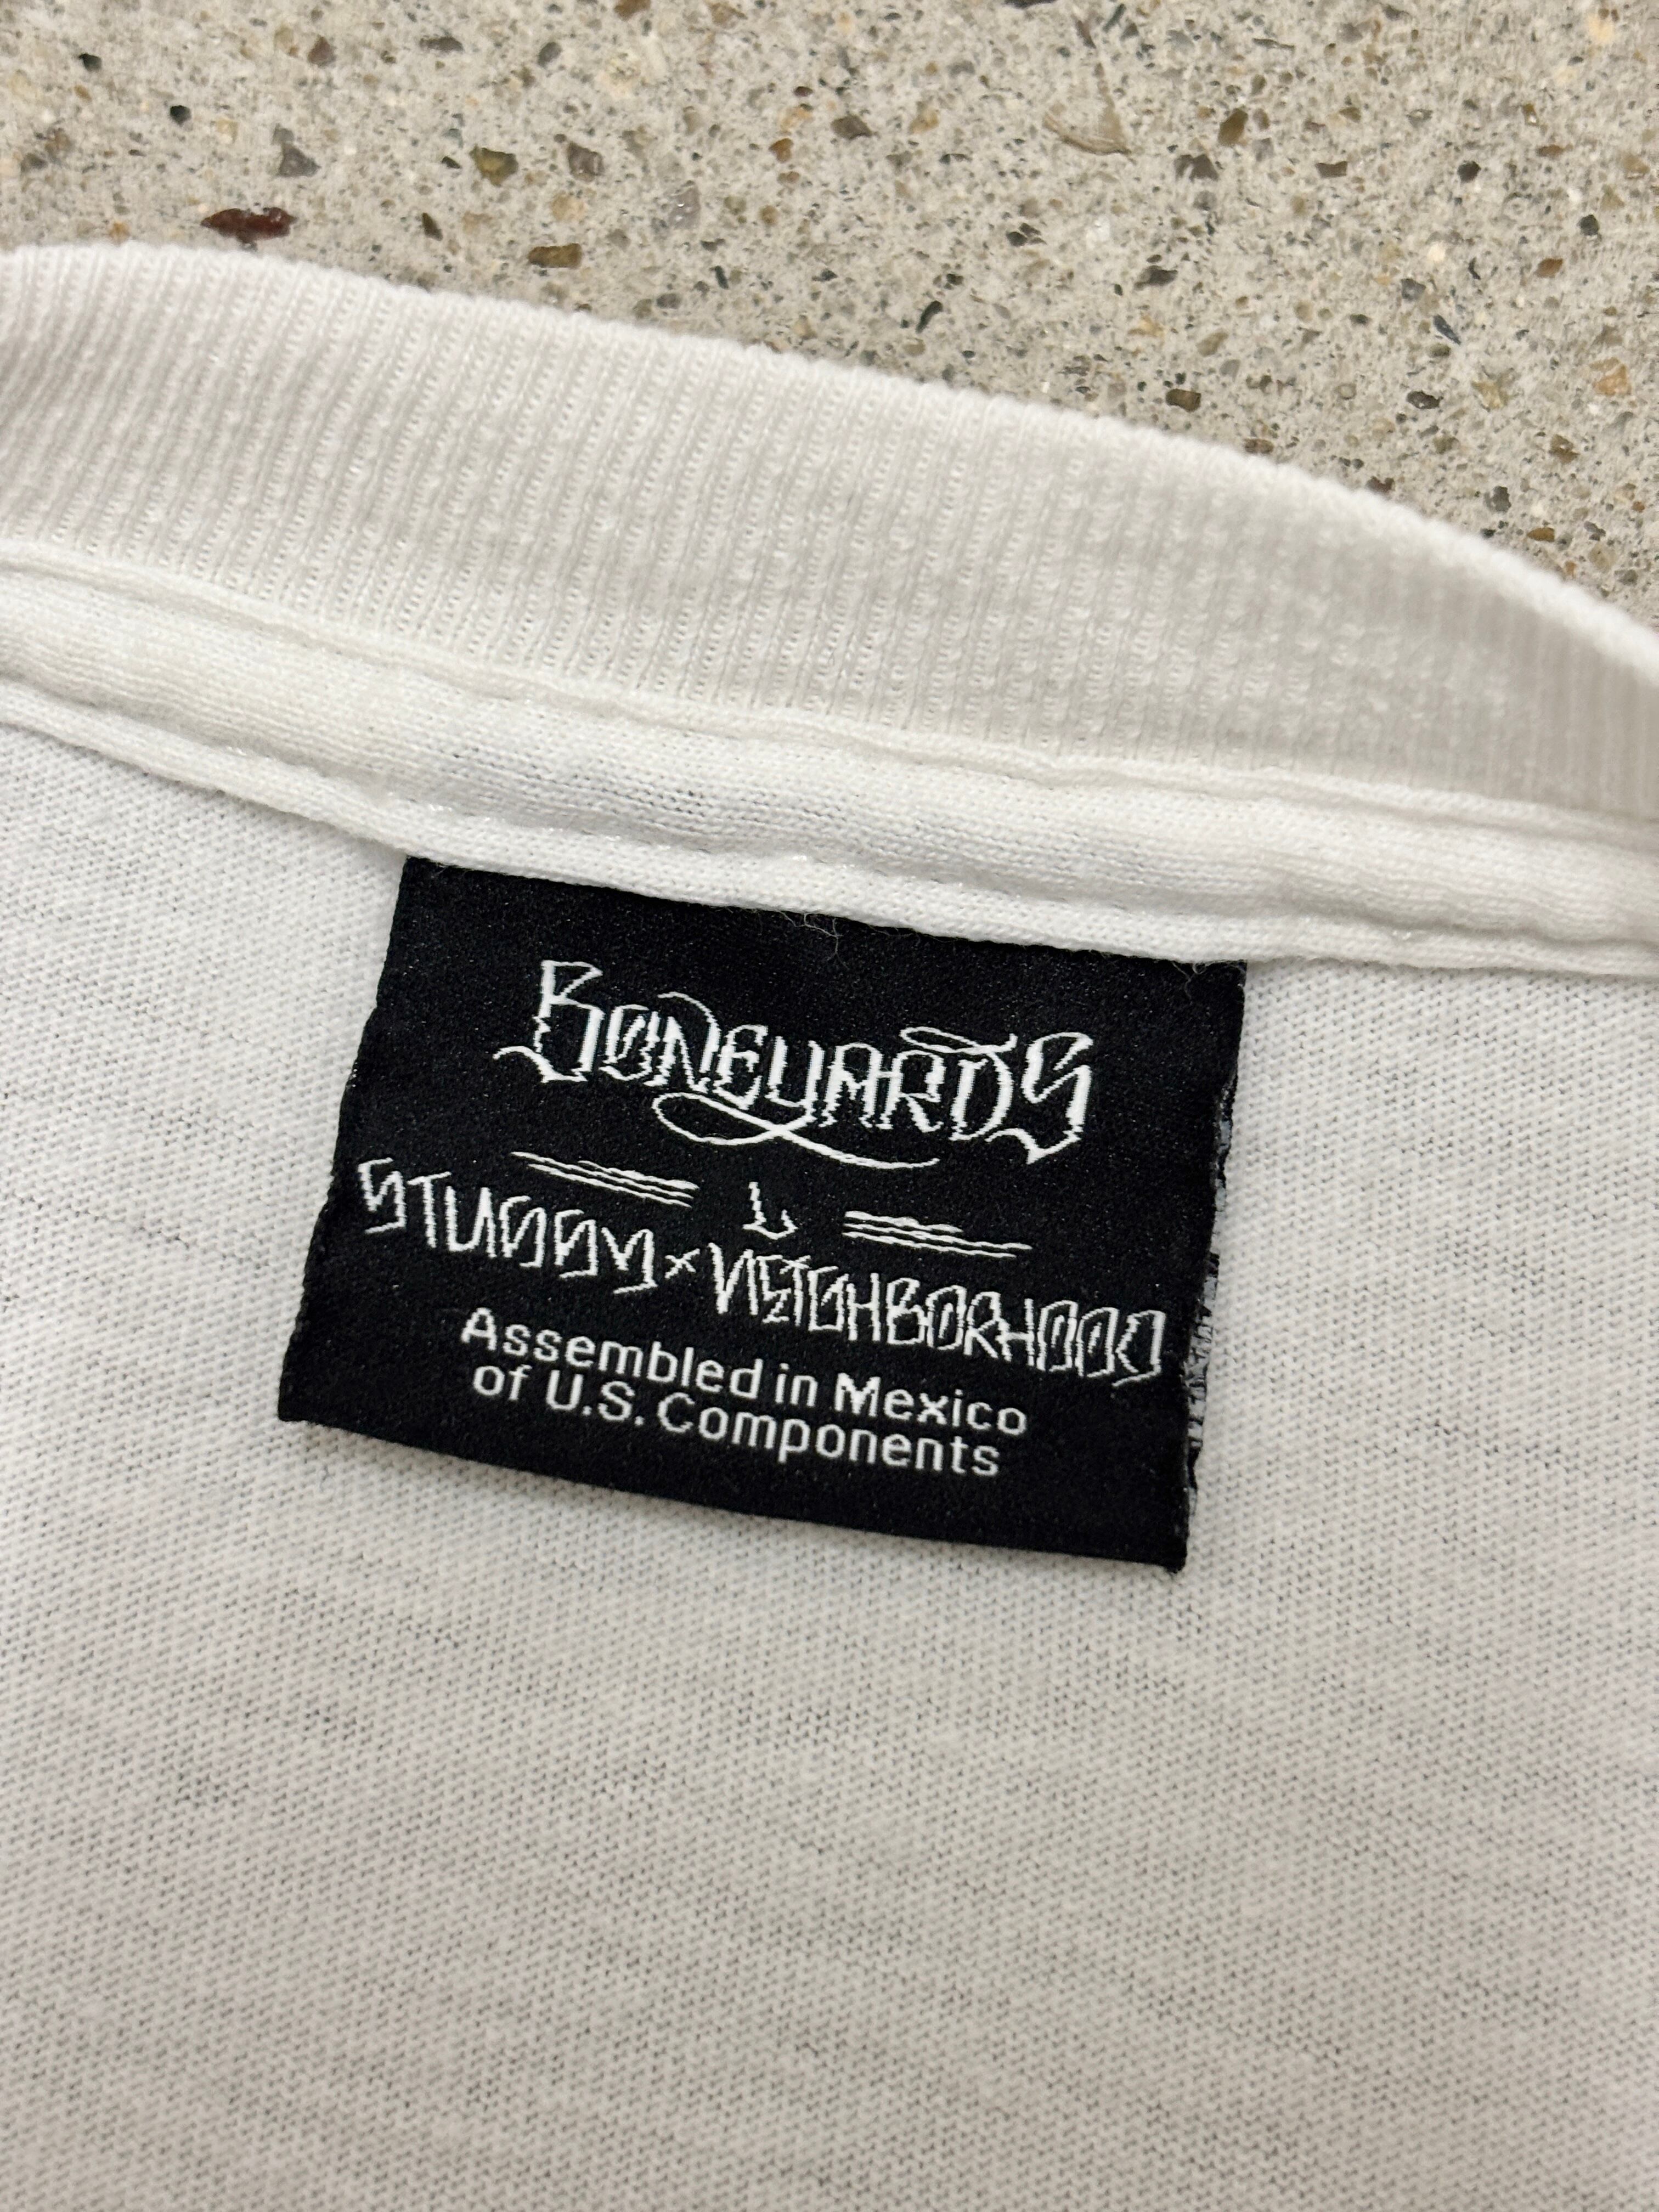 BONEYARDS
L
STUSSY × NEIGHBORHOOD
Assembled in Mexico
of U.S. Components